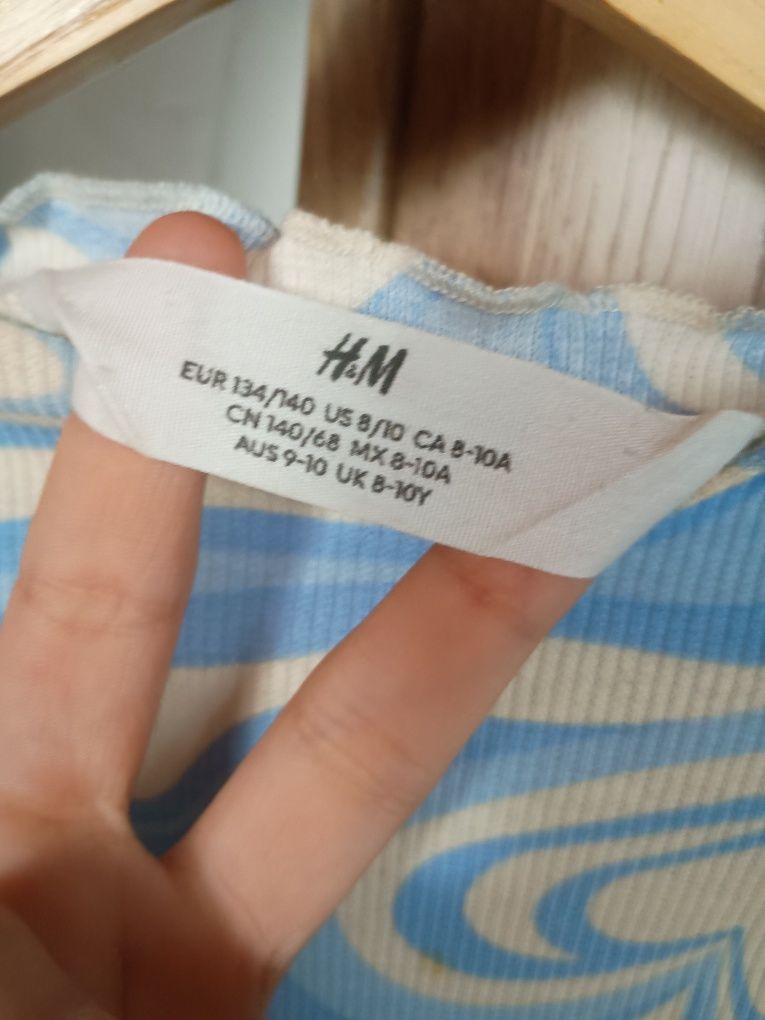 H&M
EUR 134/140 US 8/10 CA 8-10A
CN 140/68 MX 8-10A
AUS 9-10 UK 8-10Y